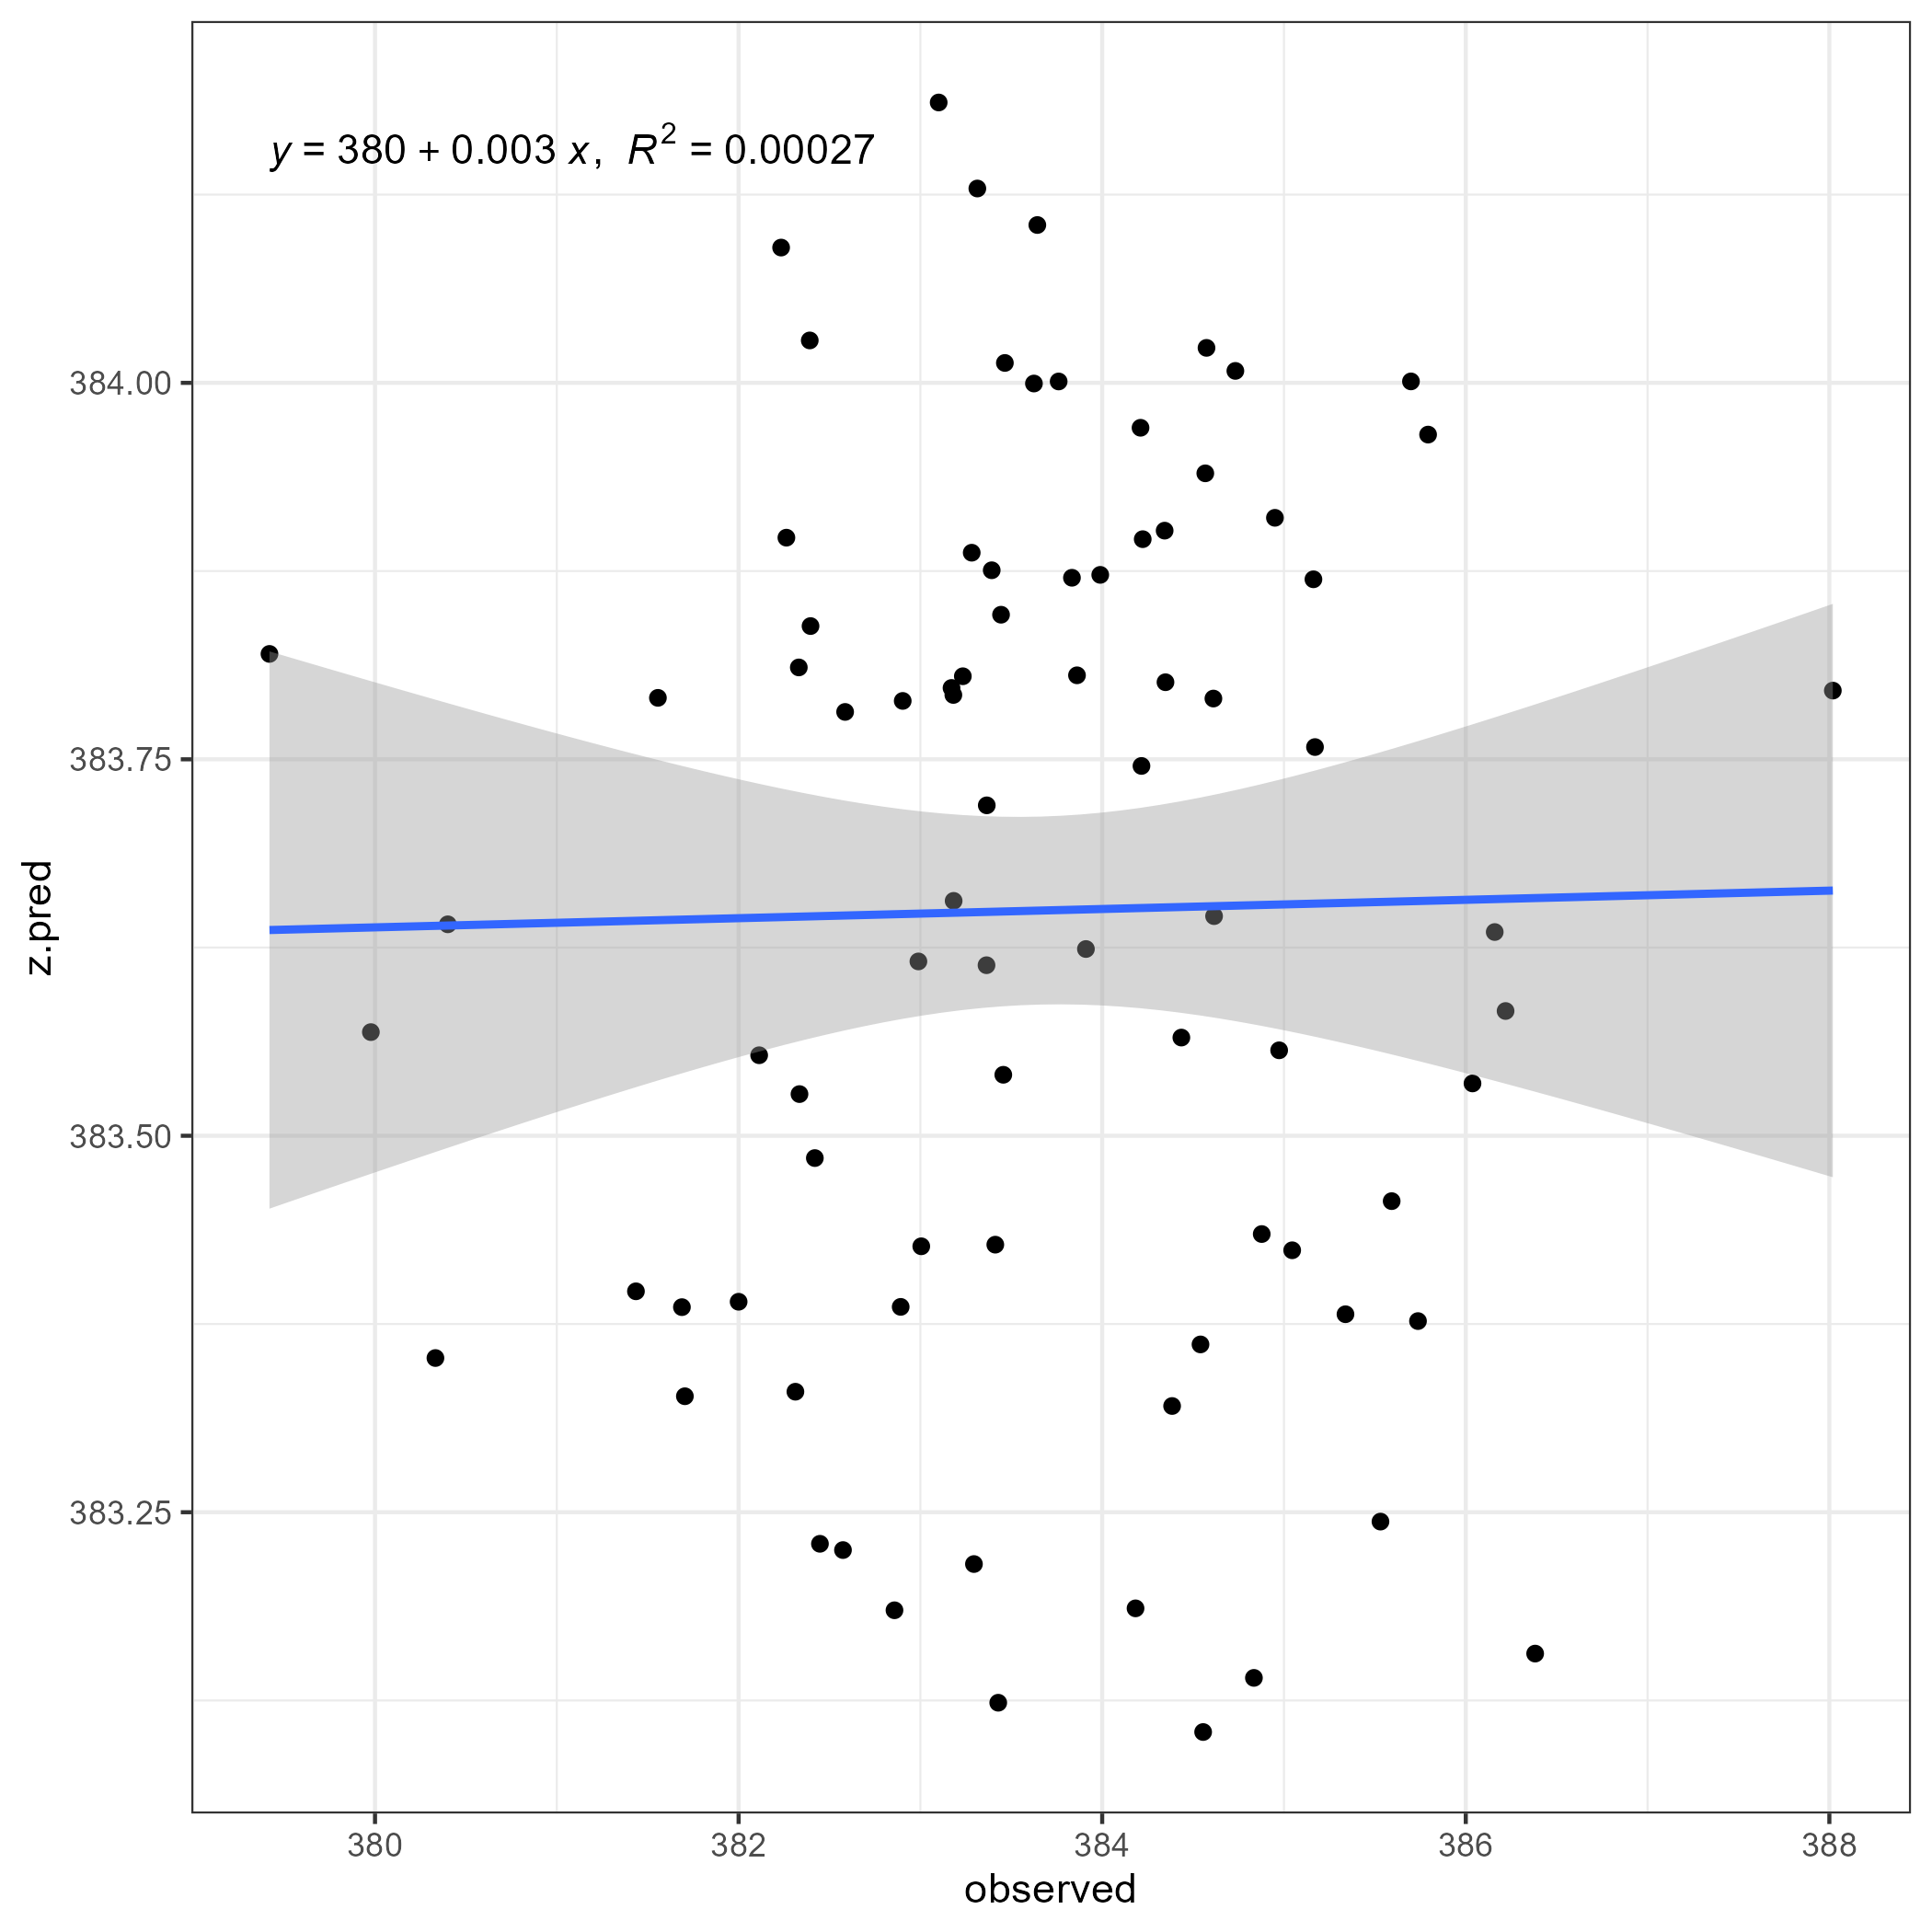 y = 380 + 0.003 x, R² = 0.00027
384.00
383.75
383.50
383.25
z.pred
380 382 384 386 388
observed